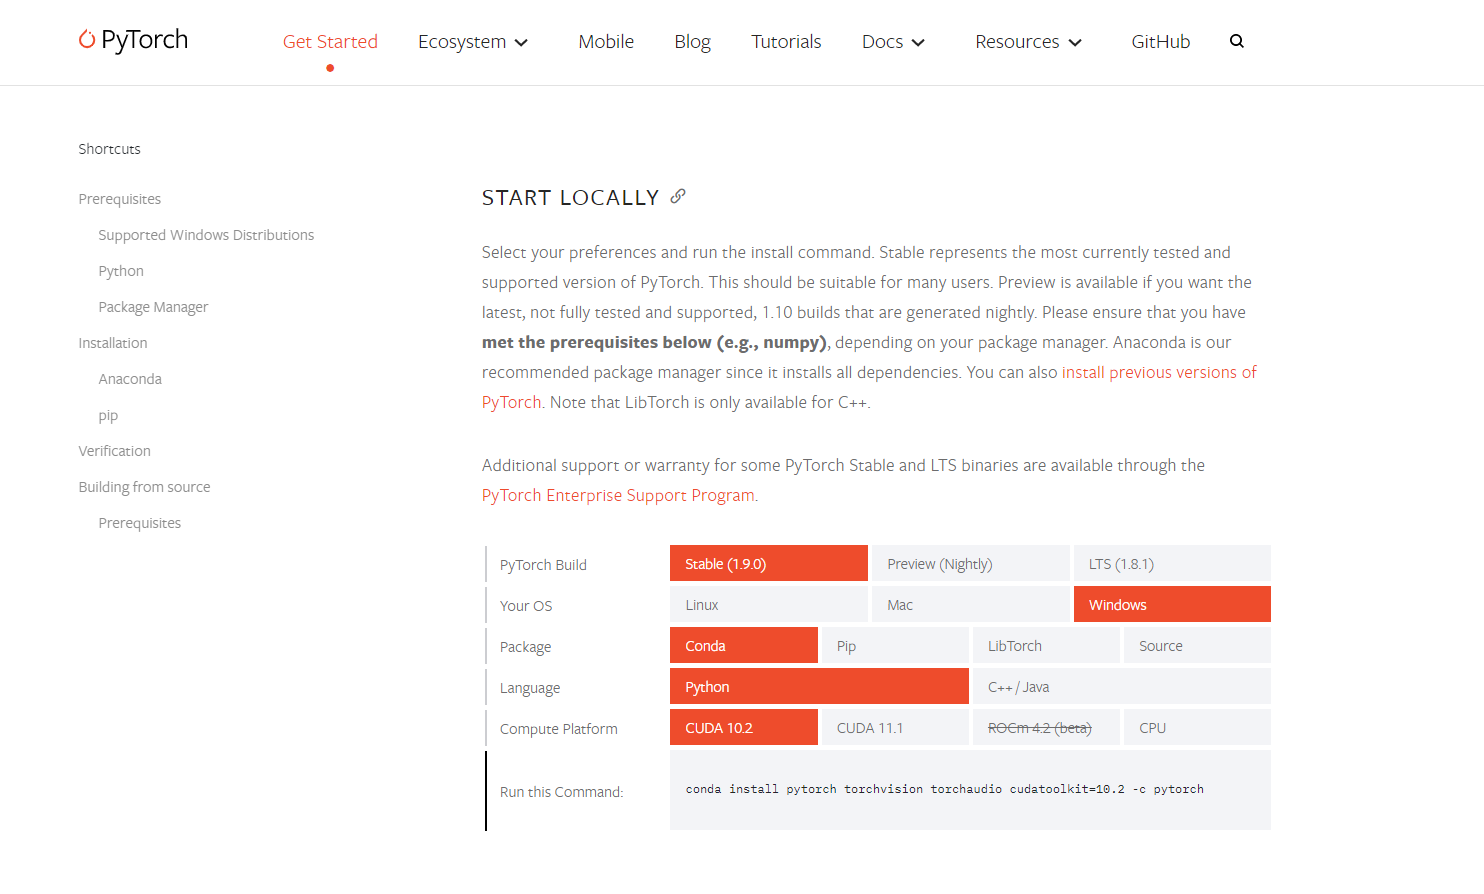 PyTorch
Get Started
Ecosystem
Mobile
Blog
Tutorials
Docs
Resources
GitHub
Shortcuts
Prerequisites
Supported Windows Distributions
Python
Package Manager
Installation
Anaconda
pip
Verification
Building from source
Prerequisites
START LOCALLY
Select your preferences and run the install command. Stable represents the most currently tested and
supported version of PyTorch. This should be suitable for many users. Preview is available if you want the
latest, not fully tested and supported, 1.10 builds that are generated nightly. Please ensure that you have
met the prerequisites below (e.g., numpy), depending on your package manager. Anaconda is our
recommended package manager since it installs all dependencies. You can also install previous versions of
PyTorch. Note that LibTorch is only available for C++.
Additional support or warranty for some PyTorch Stable and LTS binaries are available through the
PyTorch Enterprise Support Program.
PyTorch Build
Stable (1.9.0)
Preview (Nightly)
LTS (1.8.1)
Your OS
Linux
Mac
Windows
Package
Conda
Pip
LibTorch
Source
Language
Python
C++ / Java
Compute Platform
CUDA 10.2
CUDA 11.1
ROCm 4.2 (beta)
CPU
Run this Command:
conda install pytorch torchvision torchaudio cudatoolkit=10.2 -c pytorch